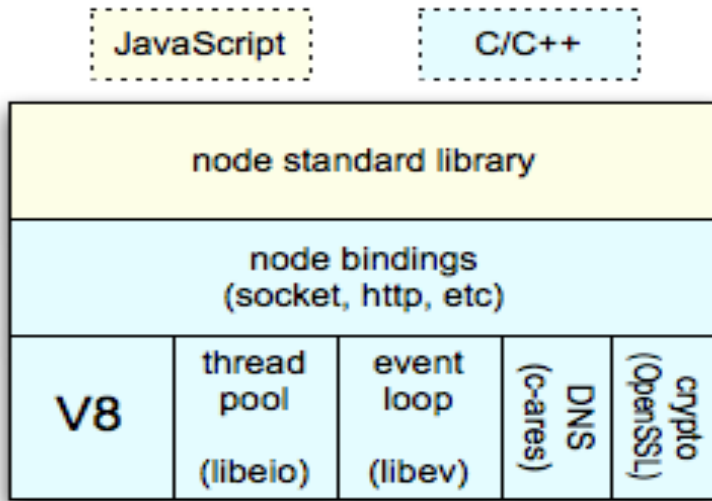 JavaScript
C/C++
node standard library
node bindings
(socket, http, etc)
V8
thread
pool
(libeio)
event
loop
(libev)
DNS
(c-ares)
crypto
(OpenSSL)